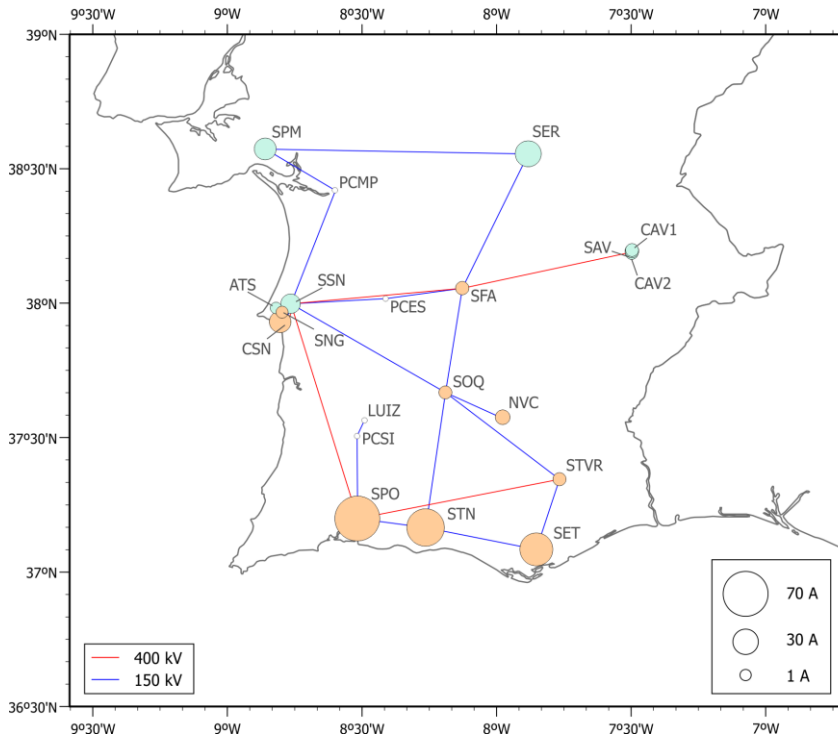 9º30'W 9ºW 8º30'W 8ºW 7º30'W 7ºW
39ºN
SPM
SER
38º30'N
PCMP
SAV
CAV1
CAV2
ATS
SSN
38ºN
PCES
SFA
CSN
SNG
SOQ
NVC
LUIZ
37º30'N
PCSI
STVR
SPO
STN
SET
37ºN
70 A
30 A
1 A
400 kV
150 kV
36º30'N
9º30'W 9ºW 8º30'W 8ºW 7º30'W 7ºW